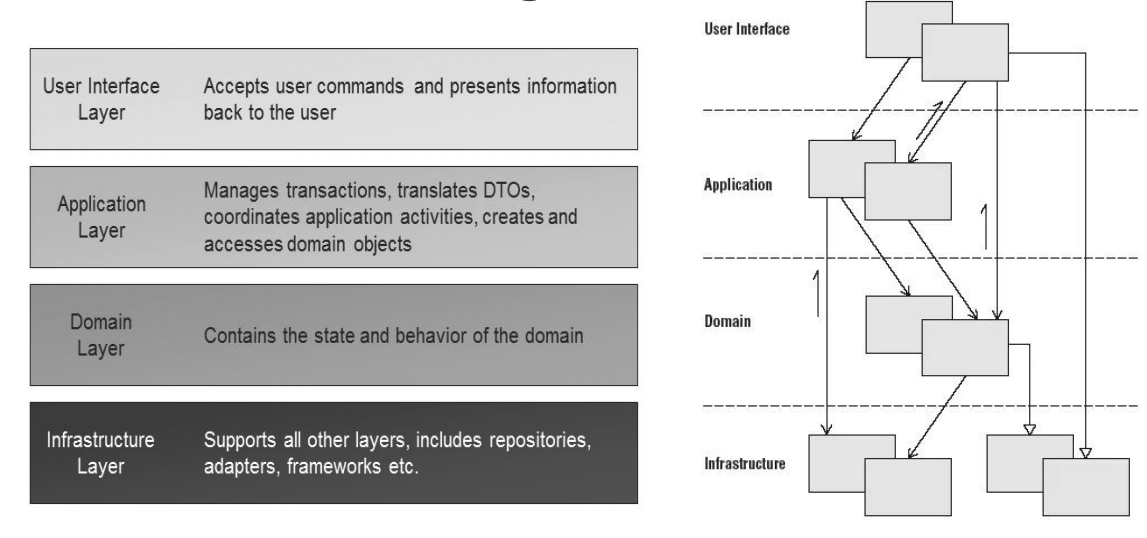 User Interface
Layer
Accepts user commands and presents information
back to the user
Application
Layer
Manages transactions, translates DTOs,
coordinates application activities, creates and
accesses domain objects
Domain
Layer
Contains the state and behavior of the domain
Infrastructure
Layer
Supports all other layers, includes repositories,
adapters, frameworks etc.
User Interface
Application
Domain
Infrastructure